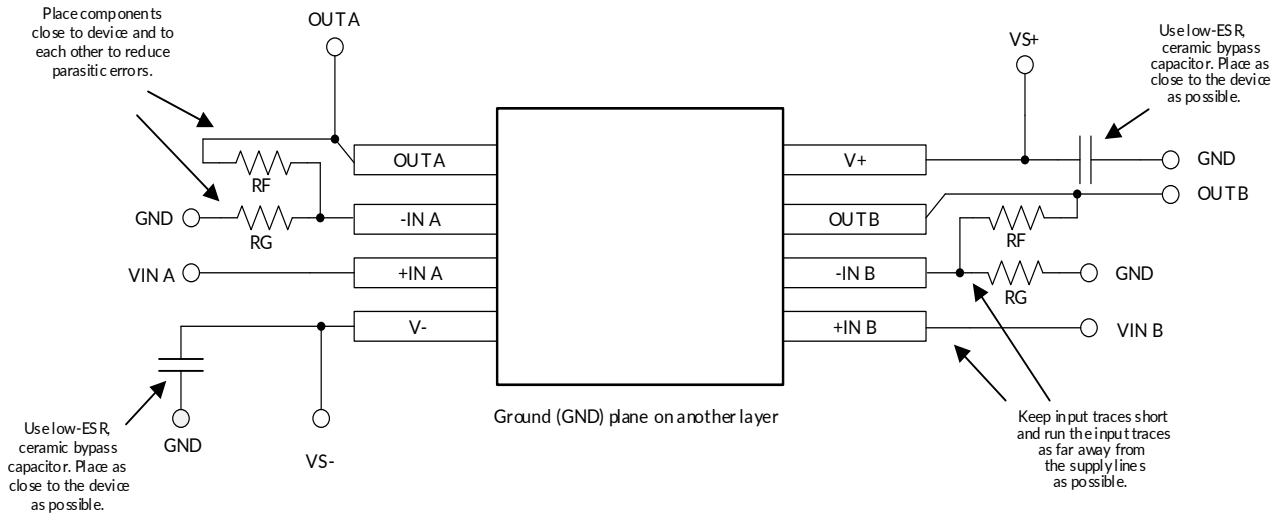 Place components
close to device and to
each other to reduce
parasitic errors.
OUT A
VS+
Use low-ESR,
ceramic bypass
capacitor. Place as
close to the device
as possible.
OUT A
V+
GND
RF
OUT B
GND
-IN A
OUT B
RG
RF
VIN A
+IN A
-IN B
GND
RG
V-
+IN B
VIN B
Ground (GND) plane on another layer
Use low-ESR,
ceramic bypass
capacitor. Place as
close to the device
as possible.
GND
VS-
Keep input traces short
and run the input traces
as far away from
the supply lines
as possible.